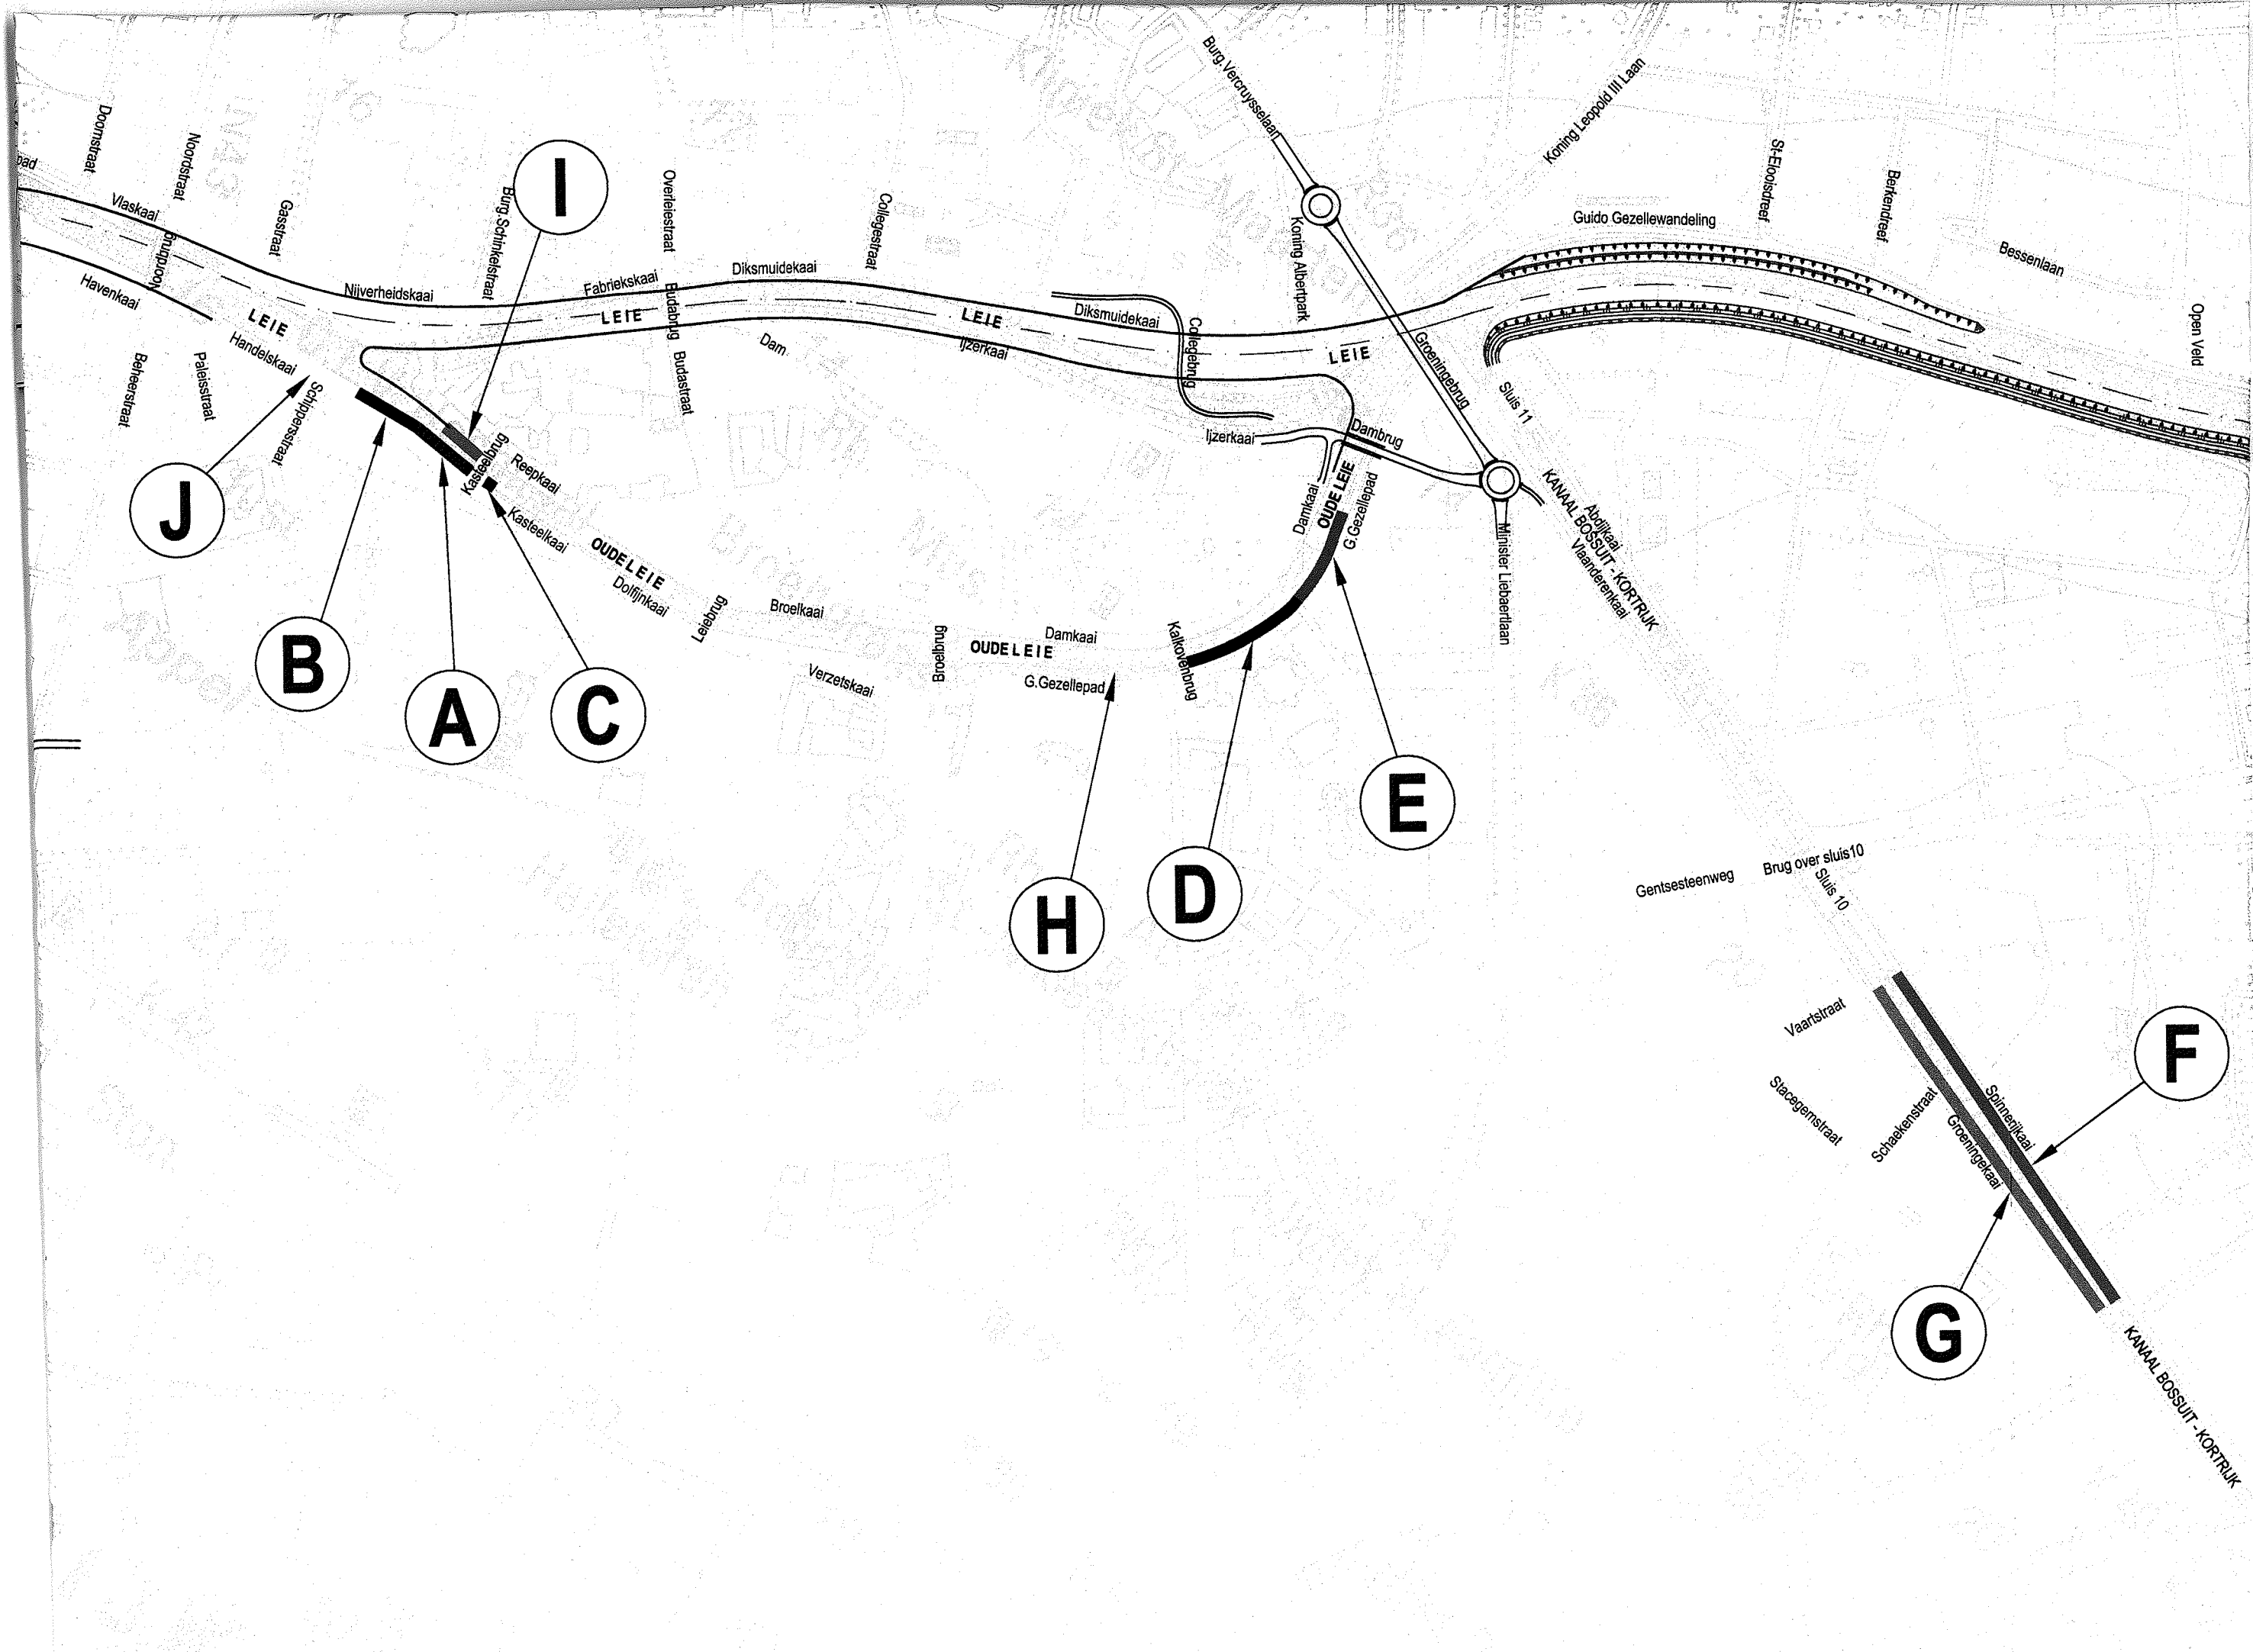 Burg.Vercruysselaan
Koning Leopold III Laan
Doornstraat
Noordstraat
Gasstraat
Burg.Schinkelstraat
I
Overleiestraat
Collegestraat
Koning Albertpark
Guido Gezellewandeling
St-Elooisdreef
Berkendreef
Bessenlaan
Open Veld
pad
Vlaskaai
Noordbrug
Havenkaai
LEIE
Handelskaai
Nijverheidskaai
Fabriekskaai
Budabrug
LEIE
Diksmuidekaai
LEIE
Ijzerkaai
Diksmuidekaai
Collegebrug
LEIE
Groeningebrug
Sluis 11
Beheerstraat
Paleisstraat
Schippersstraat
Budastraat
Dam
J
Kasteelbrug
Reepkaai
Kasteelkaai
OUDE LEIE
Dolfijnkaai
Leiebrug
Broelkaai
Verzetskaai
Broelbrug
OUDE LEIE
Damkaai
G.Gezellepad
Kalkovenbrug
Ijzerkaai
Dambrug
Damkaai
OUDE LEIE
G.Gezellepad
Minister Liebaertlaan
Abdijkaai
KANAAL BOSSUIT - KORTRIJK
Vlaanderenkaai
B
A
C
E
D
H
Gentsesteenweg
Brug over sluis10
Sluis 10
Vaartstraat
Stacegemstraat
Schaekenstraat
Spinnerijkaai
Groeningekaai
F
G
KANAAL BOSSUIT - KORTRIJK